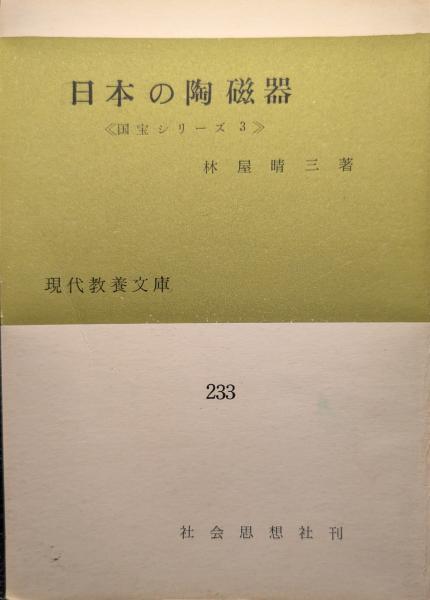 日本の陶磁器
《国宝シリーズ 3》
林屋晴三著
現代教養文庫
233
社会思想社刊